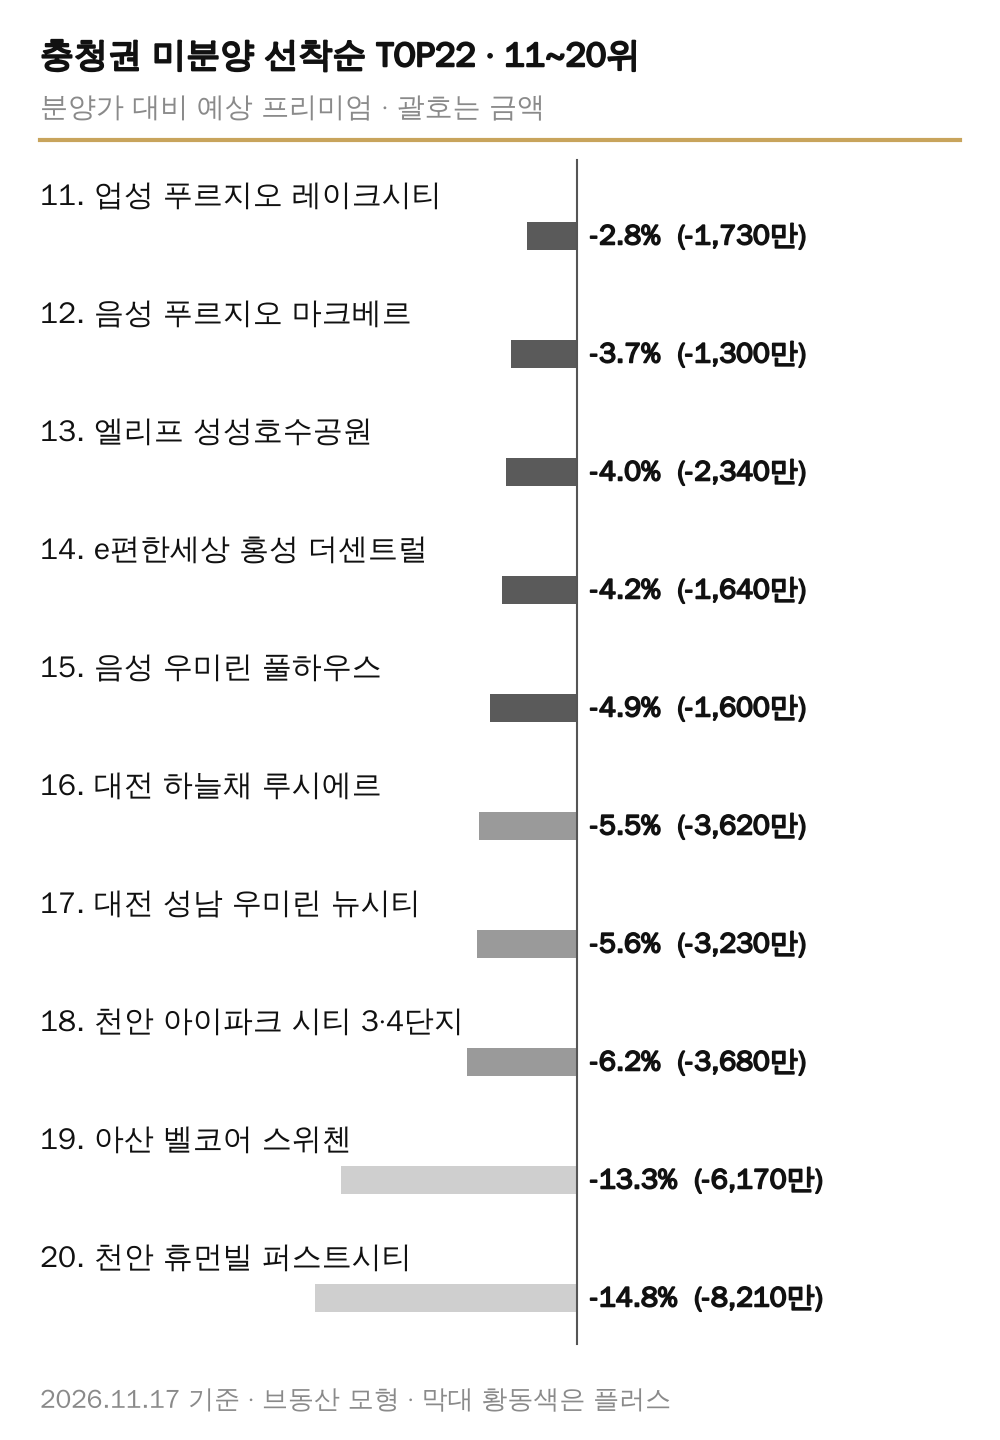 충청권 미분양 선착순 TOP22 · 11~20위
분양가 대비 예상 프리미엄 · 괄호는 금액
11. 업성 푸르지오 레이크시티
-2.8% (-1,730만)
12. 음성 푸르지오 마크베르
-3.7% (-1,300만)
13. 엘리프 성성호수공원
-4.0% (-2,340만)
14. e편한세상 홍성 더센트럴
-4.2% (-1,640만)
15. 음성 우미린 풀하우스
-4.9% (-1,600만)
16. 대전 하늘채 루시에르
-5.5% (-3,620만)
17. 대전 성남 우미린 뉴시티
-5.6% (-3,230만)
18. 천안 아이파크 시티 3·4단지
-6.2% (-3,680만)
19. 아산 벨코어 스위첸
-13.3% (-6,170만)
20. 천안 휴먼빌 퍼스트시티
-14.8% (-8,210만)
2026.11.17 기준 · 브동산 모형 · 막대 황동색은 플러스